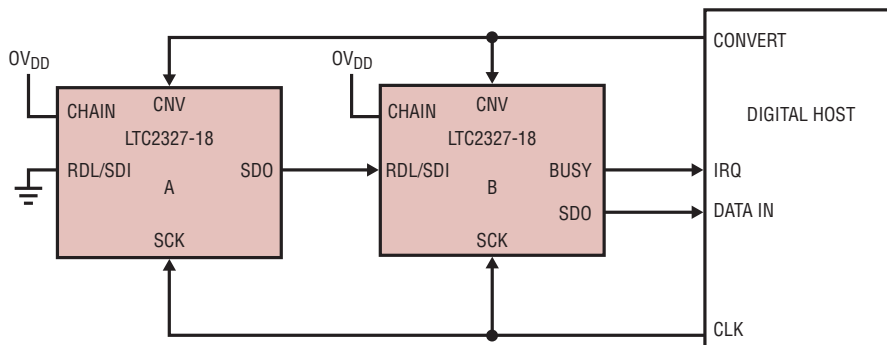 CONVERT
OVDD
OVDD
CHAIN
CNV
LTC2327-18
RDL/SDI
SDO
A
SCK
CHAIN
CNV
LTC2327-18
RDL/SDI
BUSY
B
SDO
SCK
DIGITAL HOST
IRQ
DATA IN
CLK